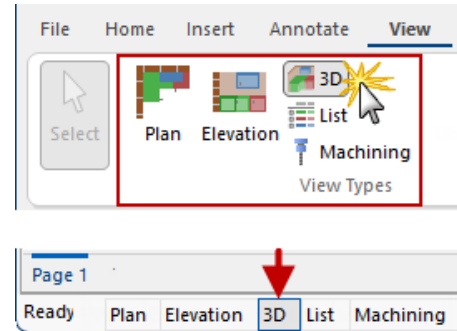 File Home Insert Annotate View
Select
Plan
Elevation
3D
List
Machining
View Types
Page 1
Ready Plan Elevation 3D List Machining